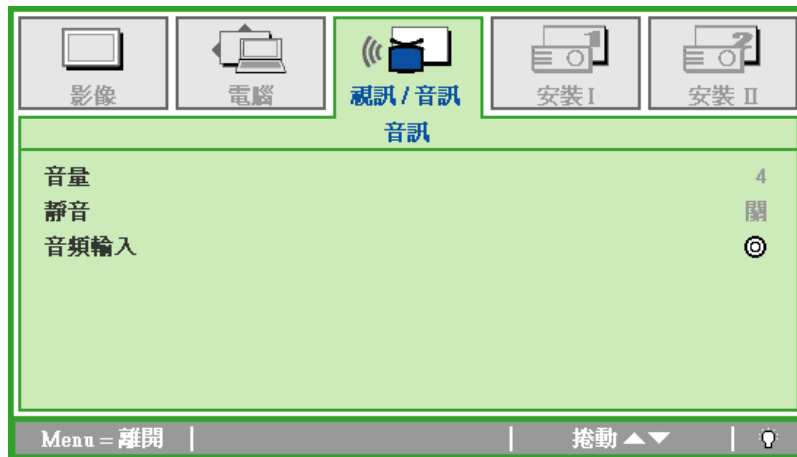 影像
電腦
視訊 / 音訊
安裝 I
安裝 II
音訊
音量 4
靜音 關
音頻輸入
Menu = 離開 捲動